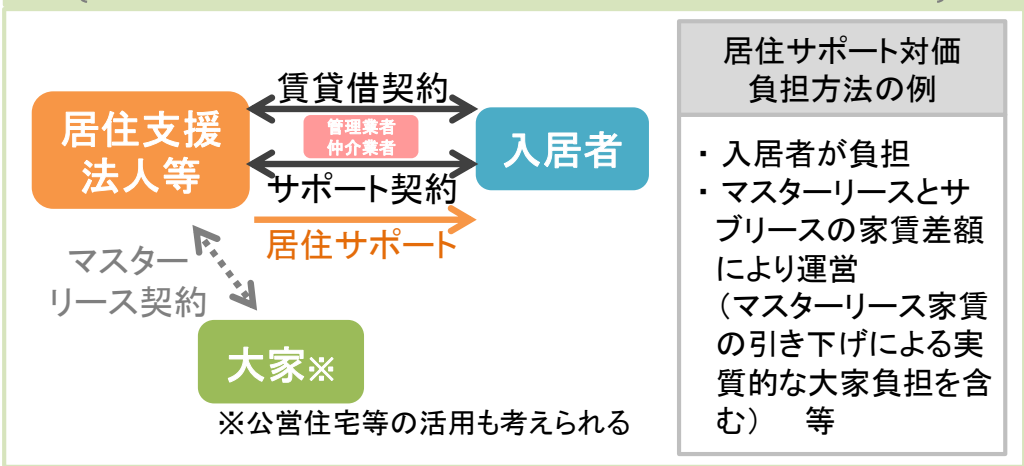 賃貸借契約
管理業者
仲介業者
居住支援
法人等
入居者
サポート契約
居住サポート
マスター
リース契約
大家※
※公営住宅等の活用も考えられる
居住サポート対価
負担方法の例
・ 入居者が負担
・ マスターリースとサ
ブリースの家賃差額
により運営
（マスターリース家賃
の引き下げによる実
質的な大家負担を含
む）　等